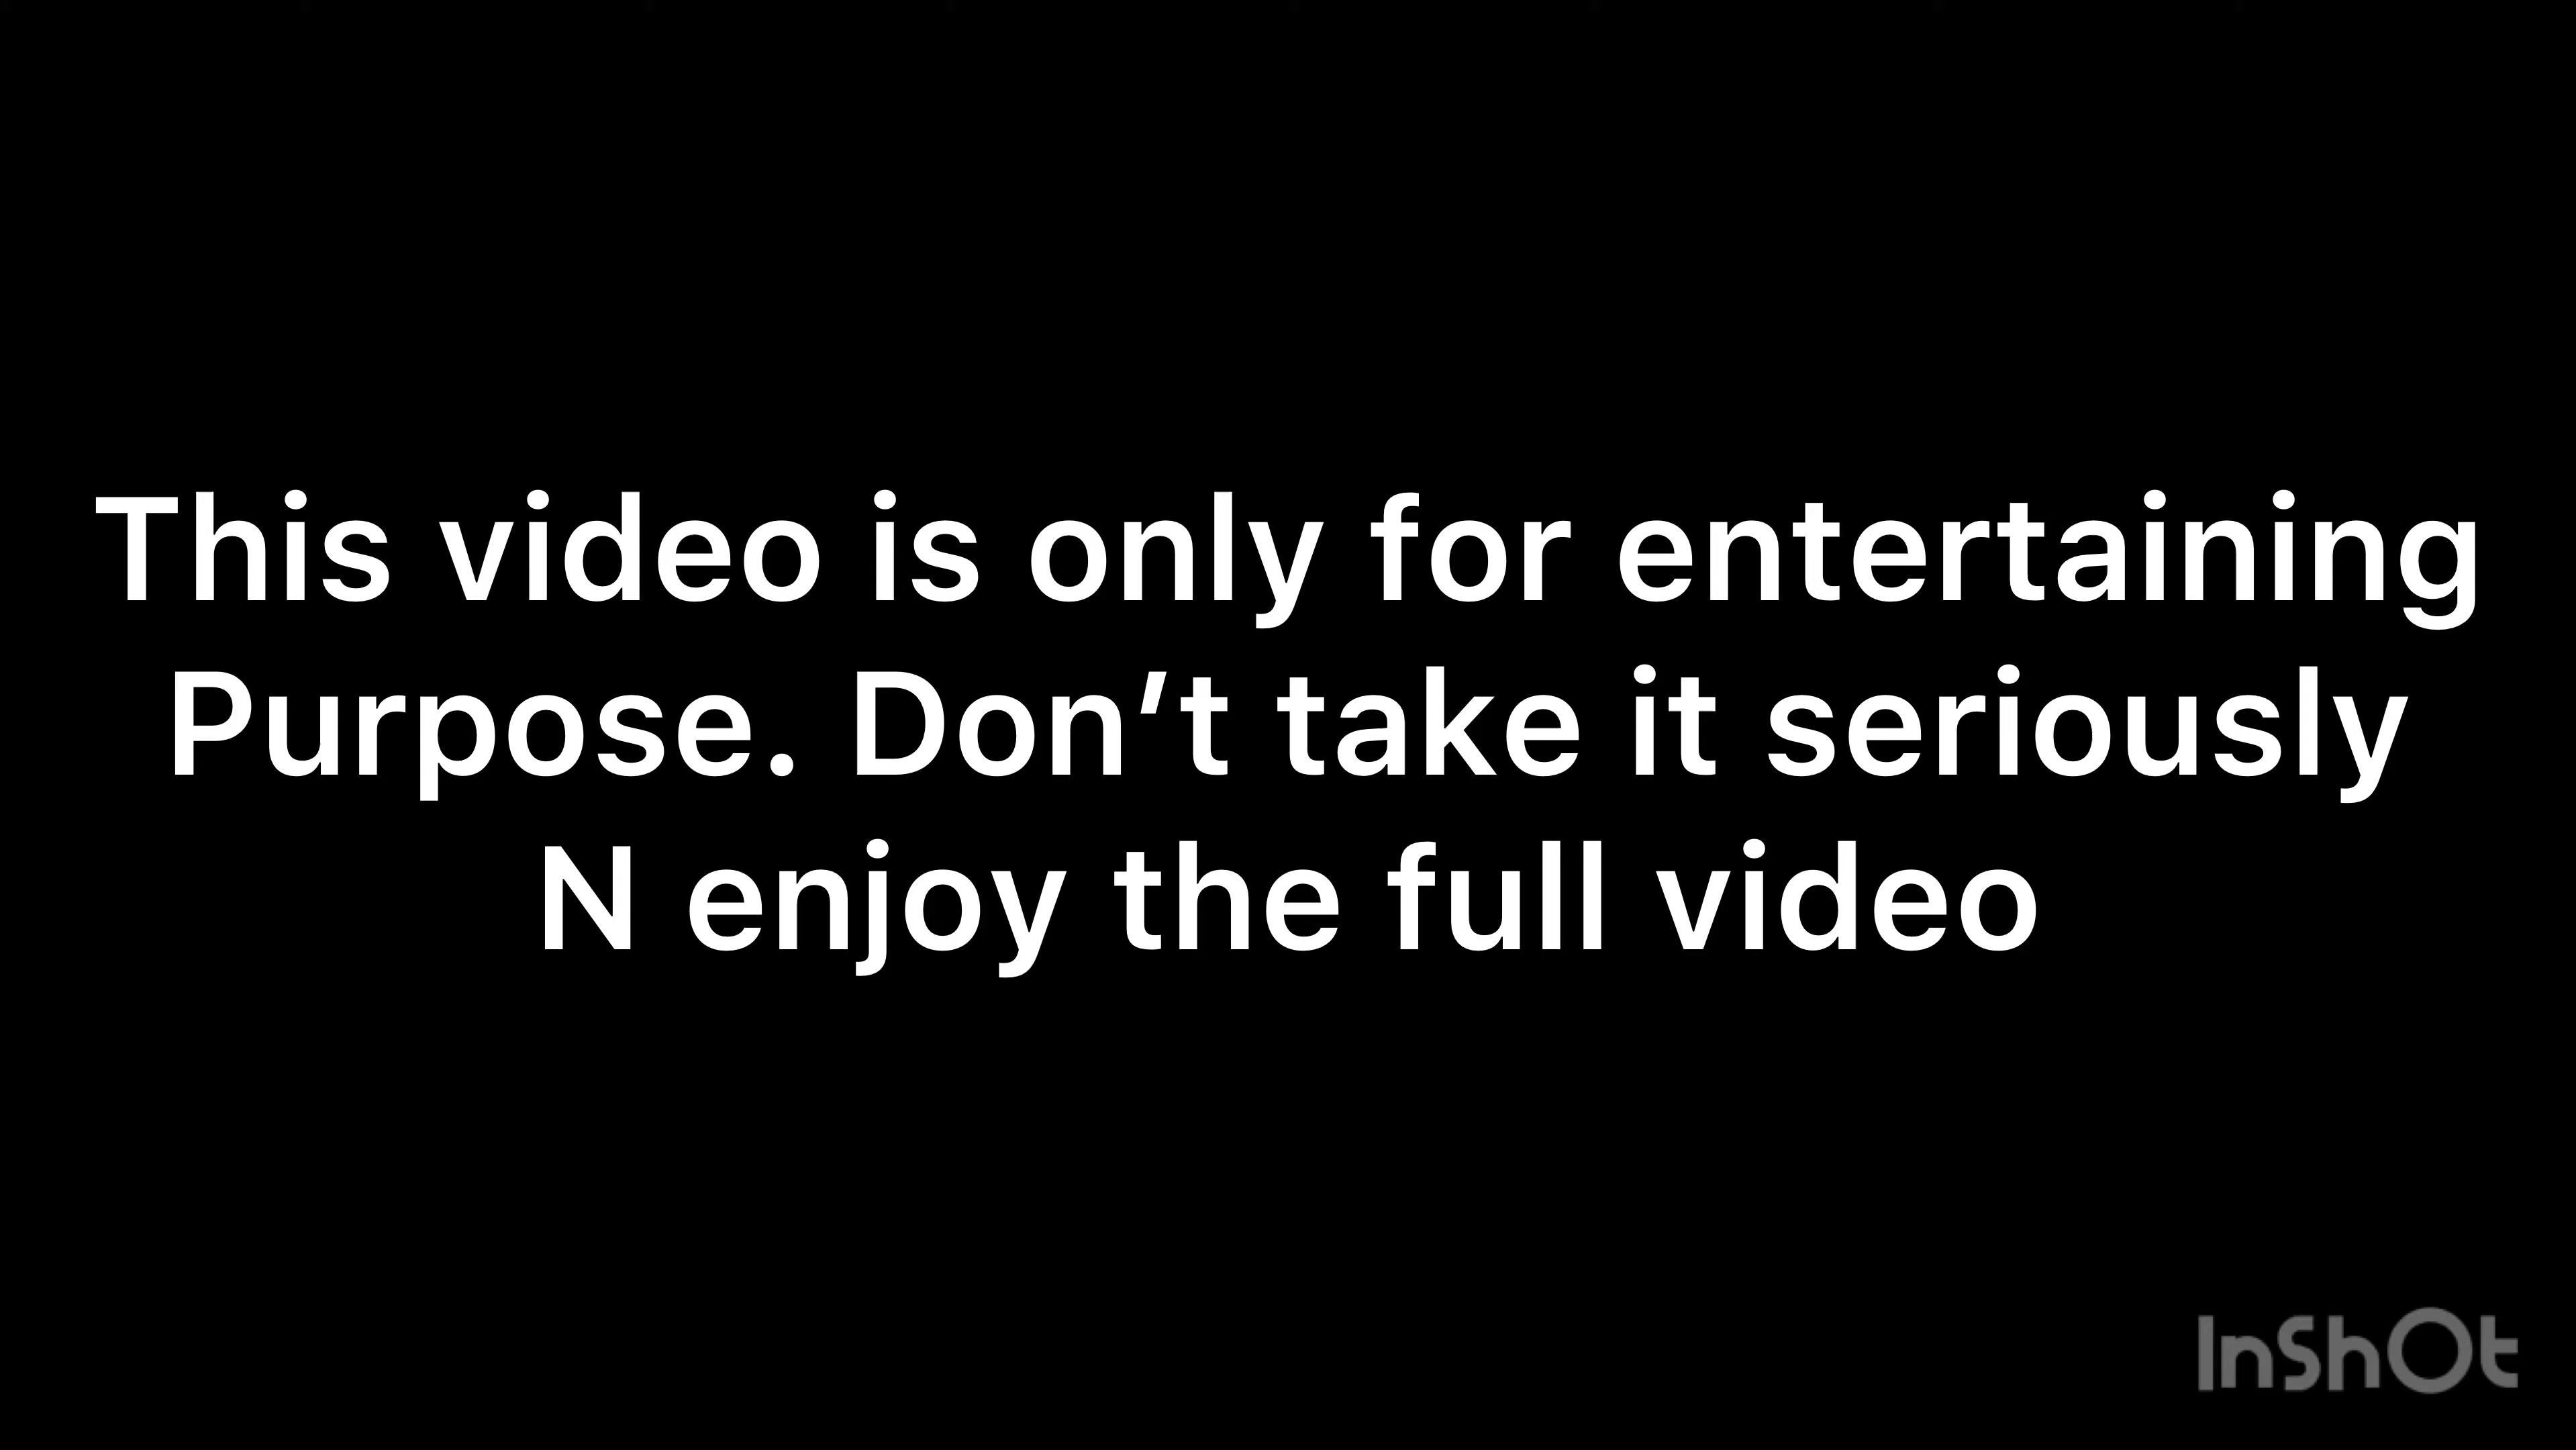 This video is only for entertaining
Purpose. Don’t take it seriously
N enjoy the full video
InShOt